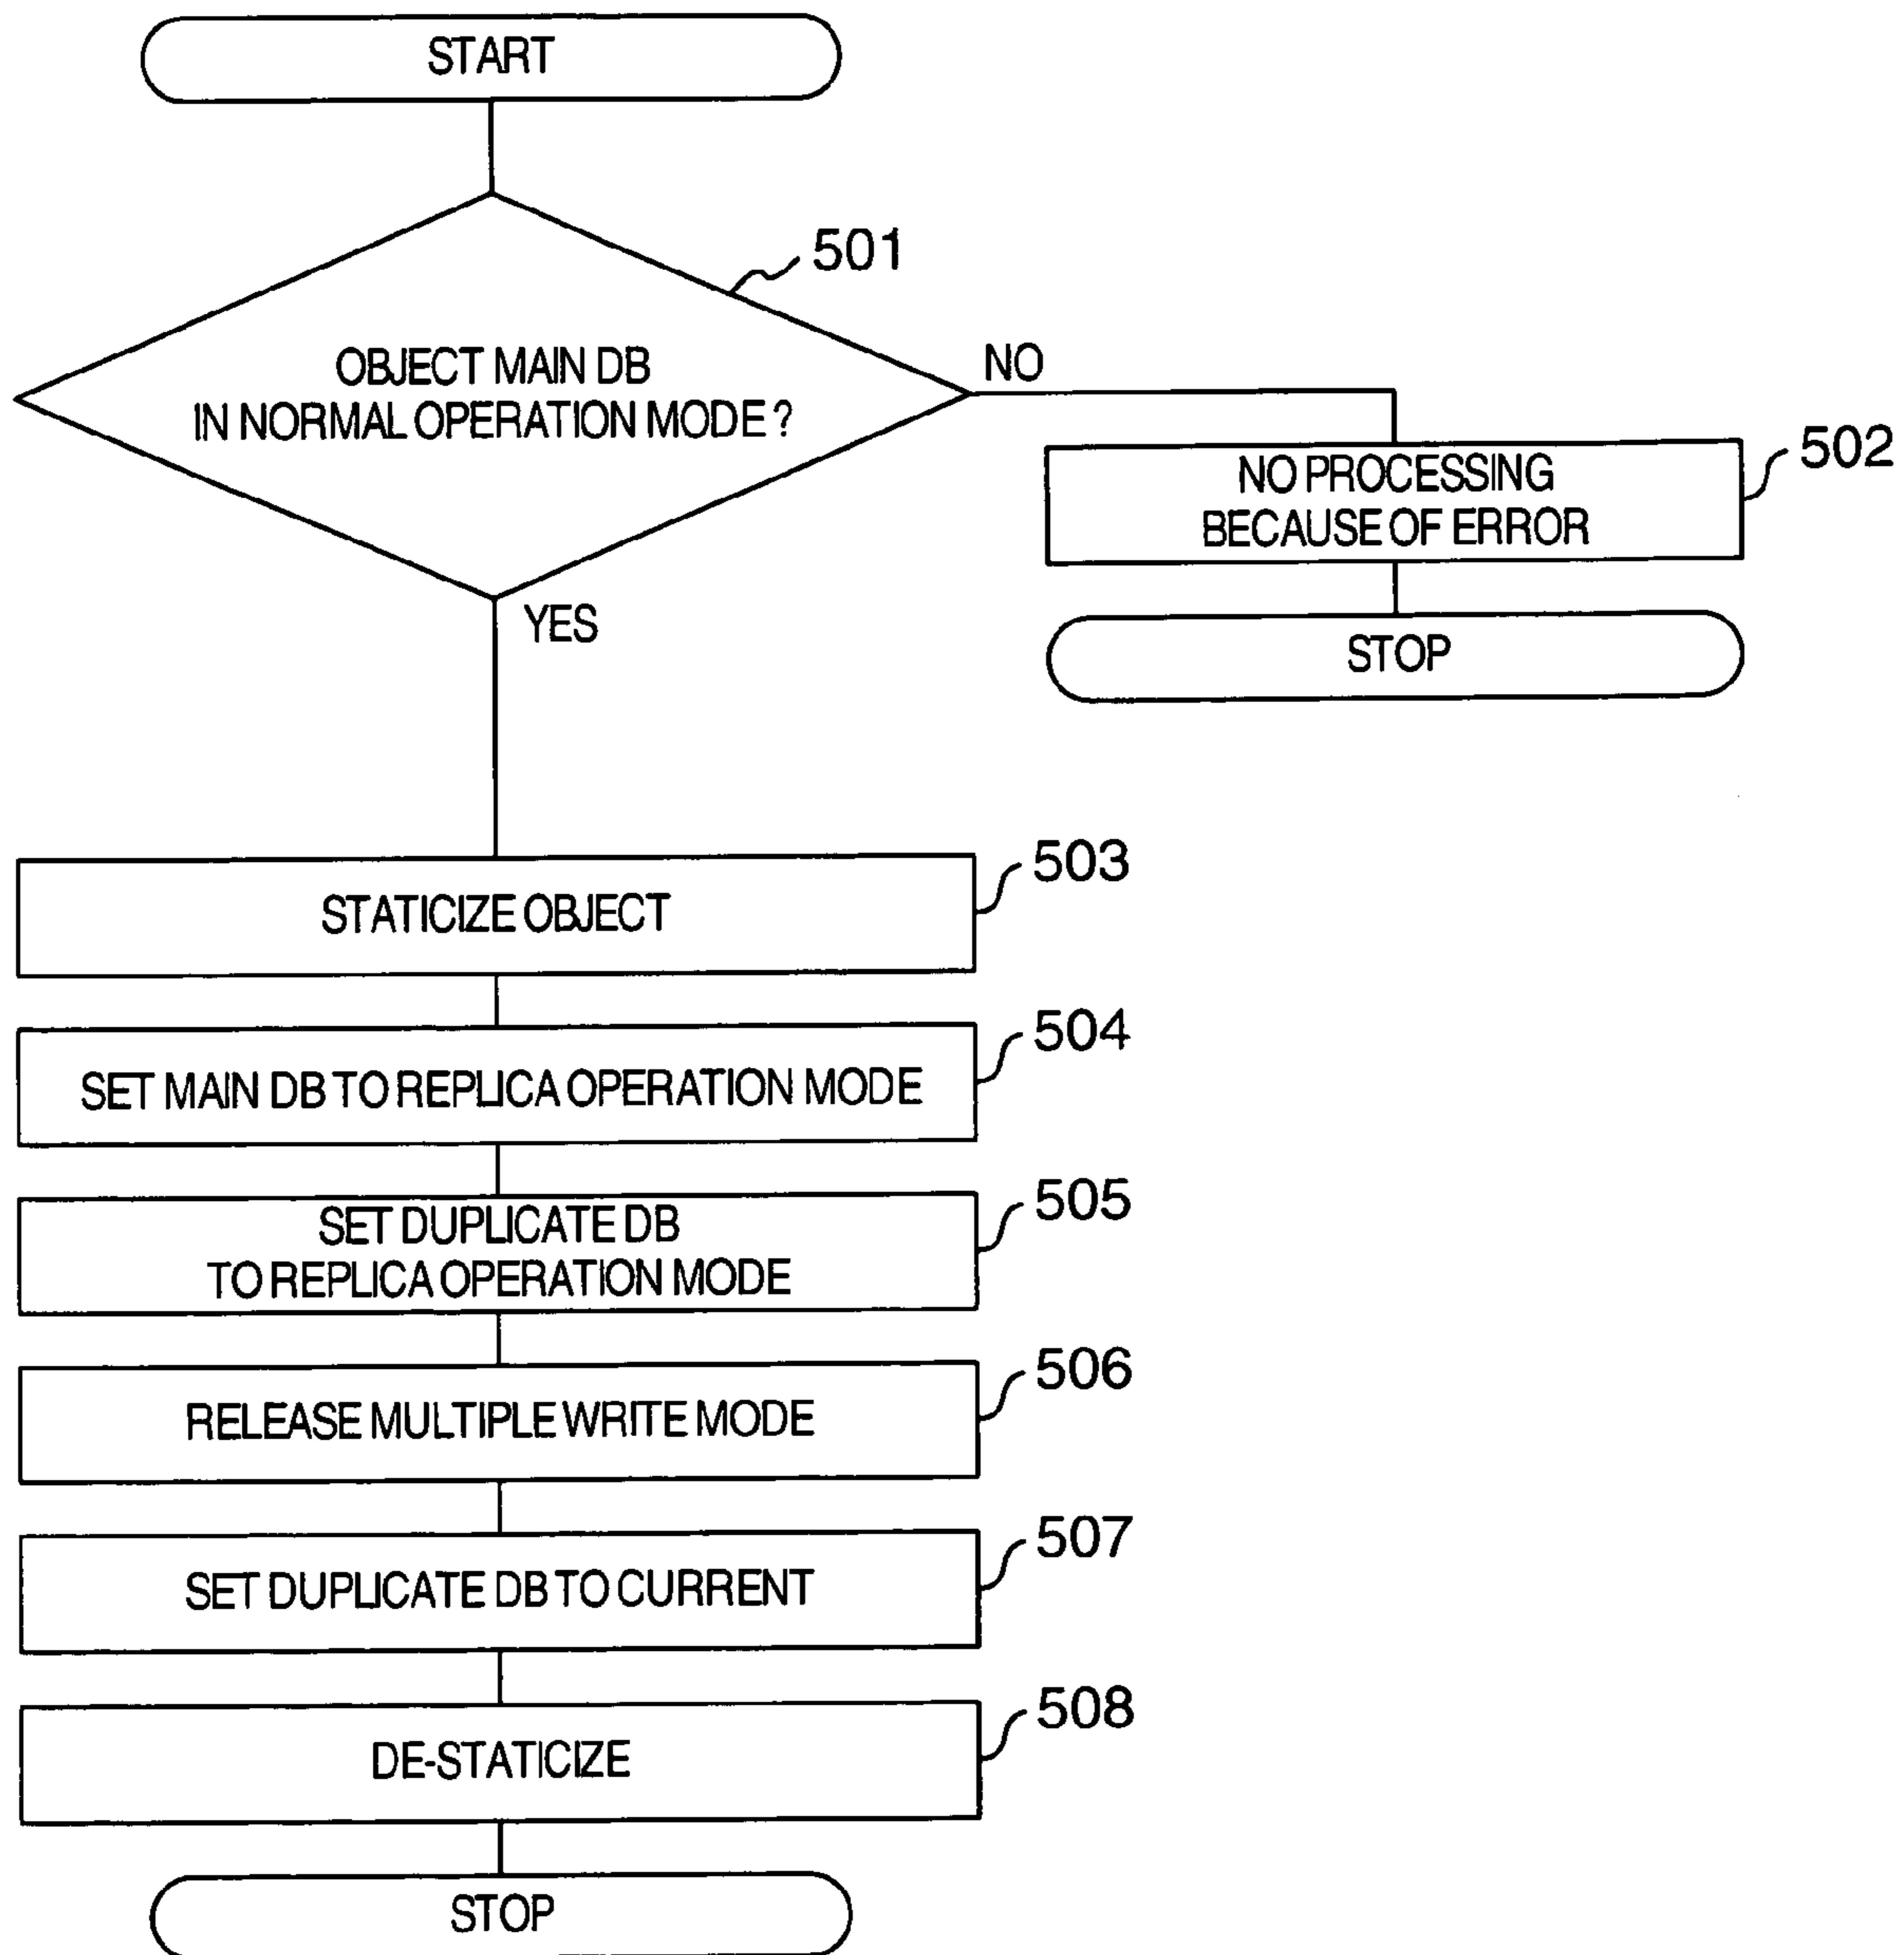 START
501
OBJECT MAIN DB
IN NORMAL OPERATION MODE ?
NO
502
NO PROCESSING
BECAUSE OF ERROR
STOP
YES
503
STATICIZE OBJECT
504
SET MAIN DB TO REPLICA OPERATION MODE
505
SET DUPLICATE DB
TO REPLICA OPERATION MODE
506
RELEASE MULTIPLE WRITE MODE
507
SET DUPLICATE DB TO CURRENT
508
DE-STATICIZE
STOP